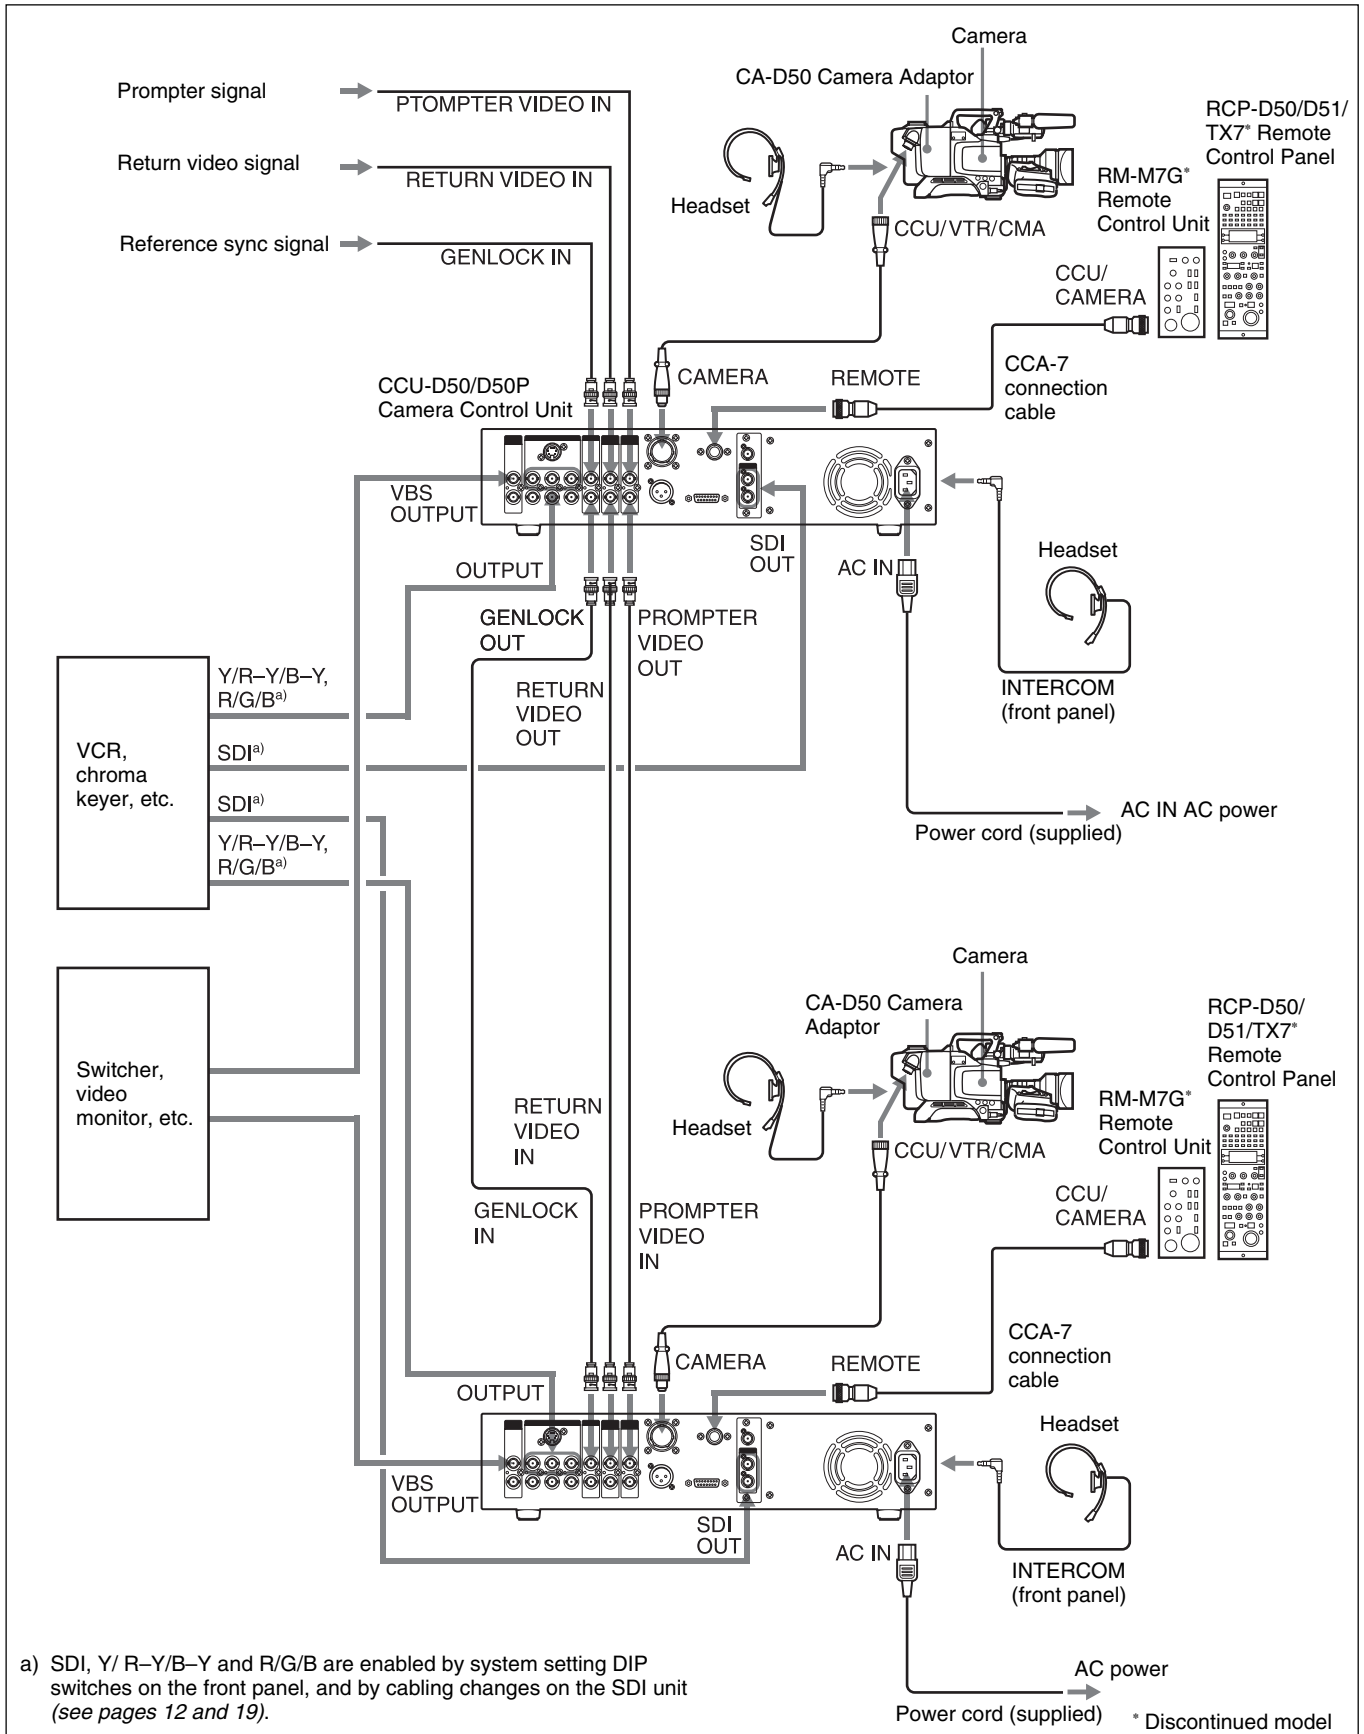 Camera
CA-D50 Camera Adaptor
Prompter signal
PTOMPTER VIDEO IN
RCP-D50/D51/
TX7* Remote
Control Panel
Return video signal
RETURN VIDEO IN
RM-M7G*
Remote
Control Unit
Headset
CCU/VTR/CMA
Reference sync signal
GENLOCK IN
CCU/
CAMERA
CCU-D50/D50P
Camera Control Unit
CAMERA
REMOTE
CCA-7
connection
cable
VBS
OUTPUT
OUTPUT
SDI
OUT
AC IN
Headset
GENLOCK
OUT
PROMPTER
VIDEO
OUT
RETURN
VIDEO
OUT
INTERCOM
(front panel)
Y/R–Y/B–Y,
R/G/Ba)
VCR,
chroma
keyer, etc.
SDIa)
SDIa)
Y/R–Y/B–Y,
R/G/Ba)
AC IN AC power
Power cord (supplied)
Camera
CA-D50 Camera
Adaptor
RCP-D50/
D51/TX7*
Remote
Control Panel
Switcher,
video
monitor, etc.
RETURN
VIDEO
IN
Headset
CCU/VTR/CMA
RM-M7G*
Remote
Control Unit
GENLOCK
IN
PROMPTER
VIDEO
IN
CCU/
CAMERA
CAMERA
REMOTE
CCA-7
connection
cable
OUTPUT
VBS
OUTPUT
SDI
OUT
AC IN
Headset
INTERCOM
(front panel)
a) SDI, Y/ R–Y/B–Y and R/G/B are enabled by system setting DIP
switches on the front panel, and by cabling changes on the SDI unit
(see pages 12 and 19).
AC power
Power cord (supplied)
* Discontinued model